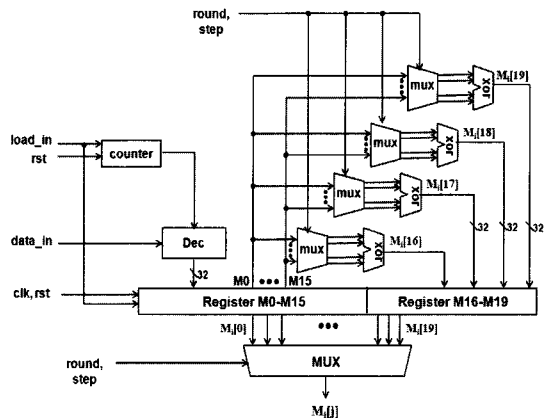 round,
step
mux
xor
Mi[19]
mux
xor
Mi[18]
load_in
rst
counter
mux
xor
Mi[17]
data_in
Dec
mux
xor
Mi[16]
32
32
32
32
M0 ••• M15
clk, rst
Register M0-M15
Register M16-M19
Mi[0]
•••
Mi[19]
round,
step
MUX
Mi[j]